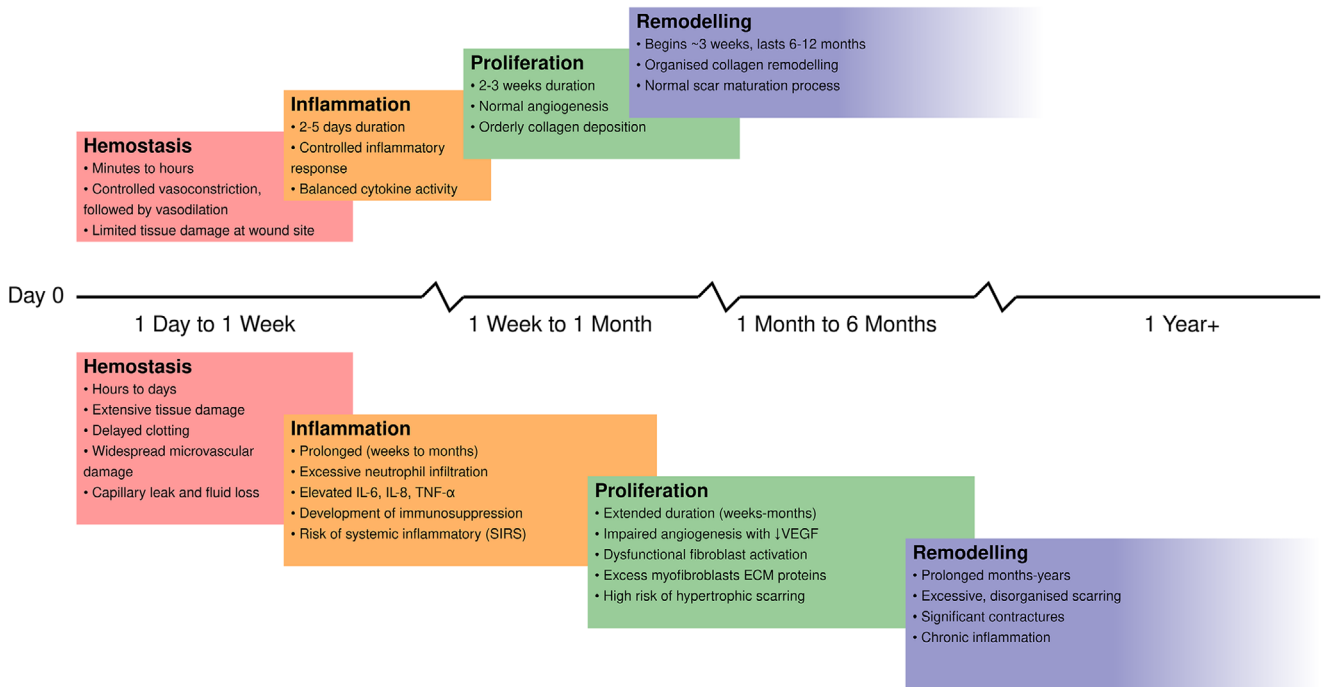 Remodelling
• Begins ~3 weeks, lasts 6-12 months
• Organised collagen remodelling
• Normal scar maturation process
Proliferation
• 2-3 weeks duration
• Normal angiogenesis
• Orderly collagen deposition
Inflammation
• 2-5 days duration
• Controlled inflammatory
response
• Balanced cytokine activity
Hemostasis
• Minutes to hours
• Controlled vasoconstriction,
followed by vasodilation
• Limited tissue damage at wound site
Day 0
1 Day to 1 Week
1 Week to 1 Month
1 Month to 6 Months
1 Year+
Hemostasis
• Hours to days
• Extensive tissue damage
• Delayed clotting
• Widespread microvascular
damage
• Capillary leak and fluid loss
Inflammation
• Prolonged (weeks to months)
• Excessive neutrophil infiltration
• Elevated IL-6, IL-8, TNF-α
• Development of immunosuppression
• Risk of systemic inflammatory (SIRS)
Proliferation
• Extended duration (weeks-months)
• Impaired angiogenesis with ↓VEGF
• Dysfunctional fibroblast activation
• Excess myofibroblasts ECM proteins
• High risk of hypertrophic scarring
Remodelling
• Prolonged months-years
• Excessive, disorganised scarring
• Significant contractures
• Chronic inflammation